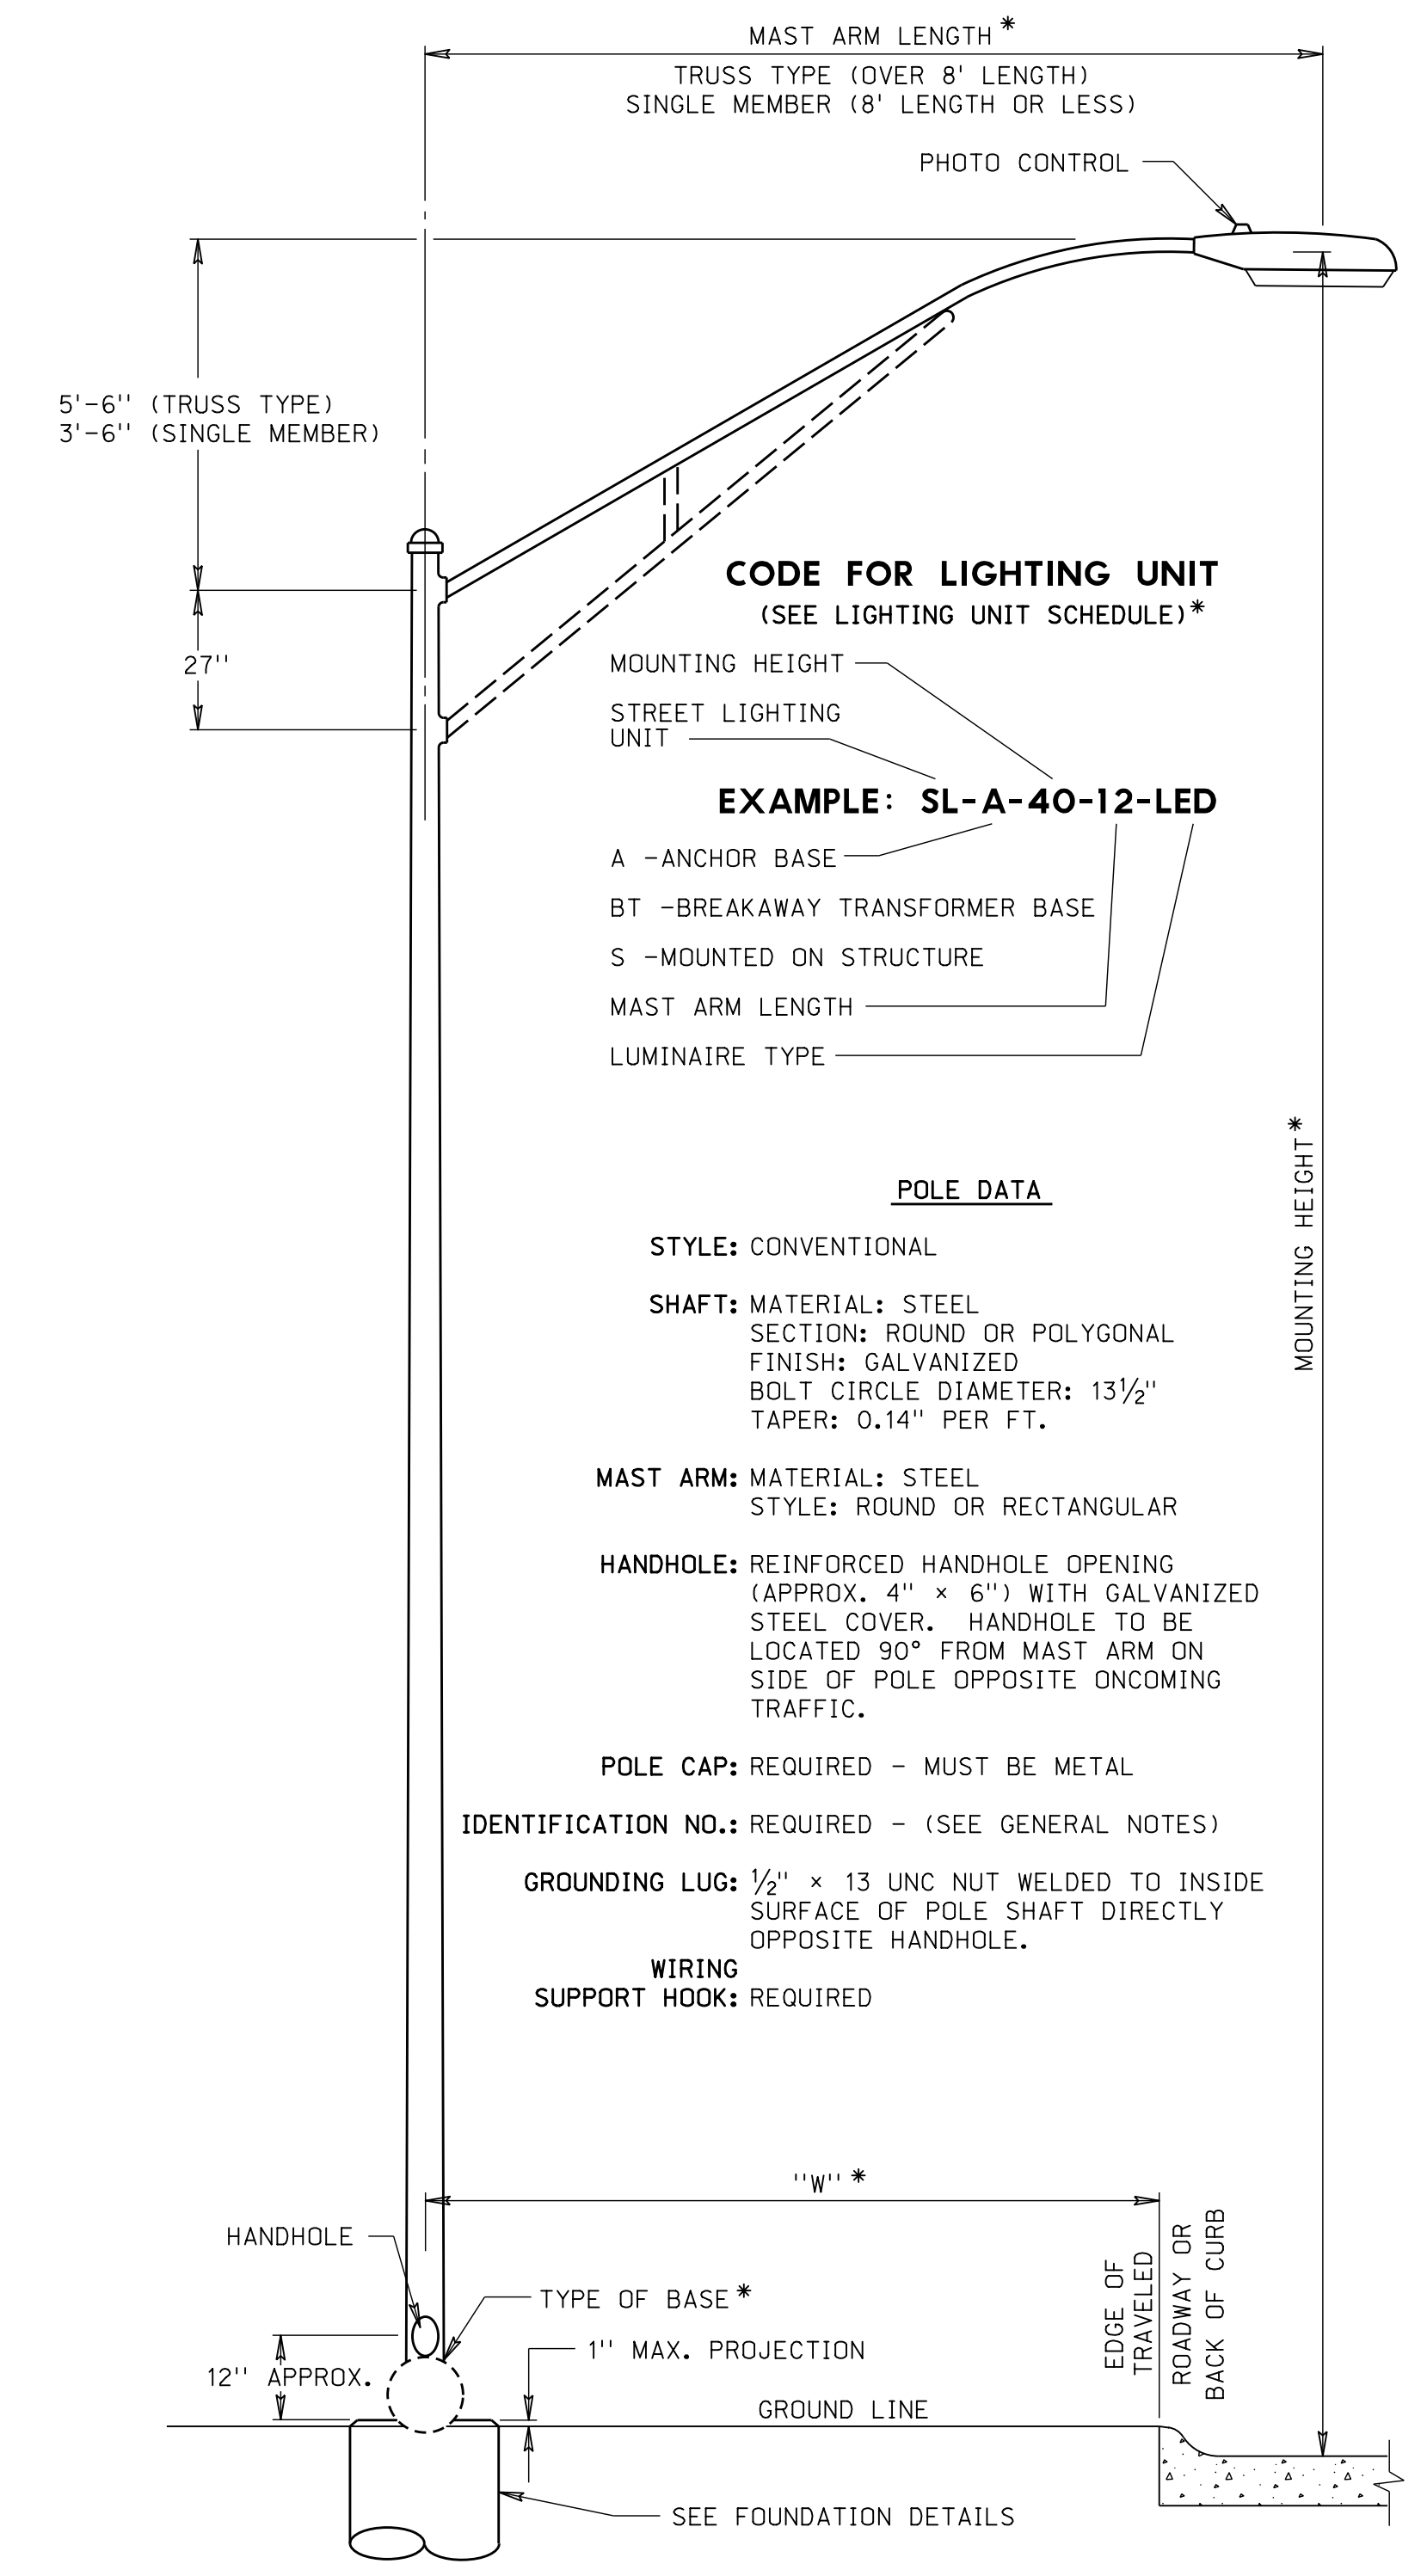 MAST ARM LENGTH*
TRUSS TYPE (OVER 8' LENGTH)
SINGLE MEMBER (8' LENGTH OR LESS)
PHOTO CONTROL
5'-6" (TRUSS TYPE)
3'-6" (SINGLE MEMBER)
27"
CODE FOR LIGHTING UNIT
(SEE LIGHTING UNIT SCHEDULE)*
MOUNTING HEIGHT
STREET LIGHTING
UNIT
EXAMPLE: SL-A-40-12-LED
A -ANCHOR BASE
BT -BREAKAWAY TRANSFORMER BASE
S -MOUNTED ON STRUCTURE
MAST ARM LENGTH
LUMINAIRE TYPE
MOUNTING HEIGHT*
POLE DATA
STYLE: CONVENTIONAL
SHAFT: MATERIAL: STEEL
SECTION: ROUND OR POLYGONAL
FINISH: GALVANIZED
BOLT CIRCLE DIAMETER: 13½"
TAPER: 0.14" PER FT.
MAST ARM: MATERIAL: STEEL
STYLE: ROUND OR RECTANGULAR
HANDHOLE: REINFORCED HANDHOLE OPENING
(APPROX. 4" × 6") WITH GALVANIZED
STEEL COVER. HANDHOLE TO BE
LOCATED 90° FROM MAST ARM ON
SIDE OF POLE OPPOSITE ONCOMING
TRAFFIC.
POLE CAP: REQUIRED - MUST BE METAL
IDENTIFICATION NO.: REQUIRED - (SEE GENERAL NOTES)
GROUNDING LUG: ½" × 13 UNC NUT WELDED TO INSIDE
SURFACE OF POLE SHAFT DIRECTLY
OPPOSITE HANDHOLE.
WIRING
SUPPORT HOOK: REQUIRED
"W"*
HANDHOLE
TYPE OF BASE*
1" MAX. PROJECTION
12" APPROX.
GROUND LINE
EDGE OF
TRAVELED
ROADWAY OR
BACK OF CURB
SEE FOUNDATION DETAILS